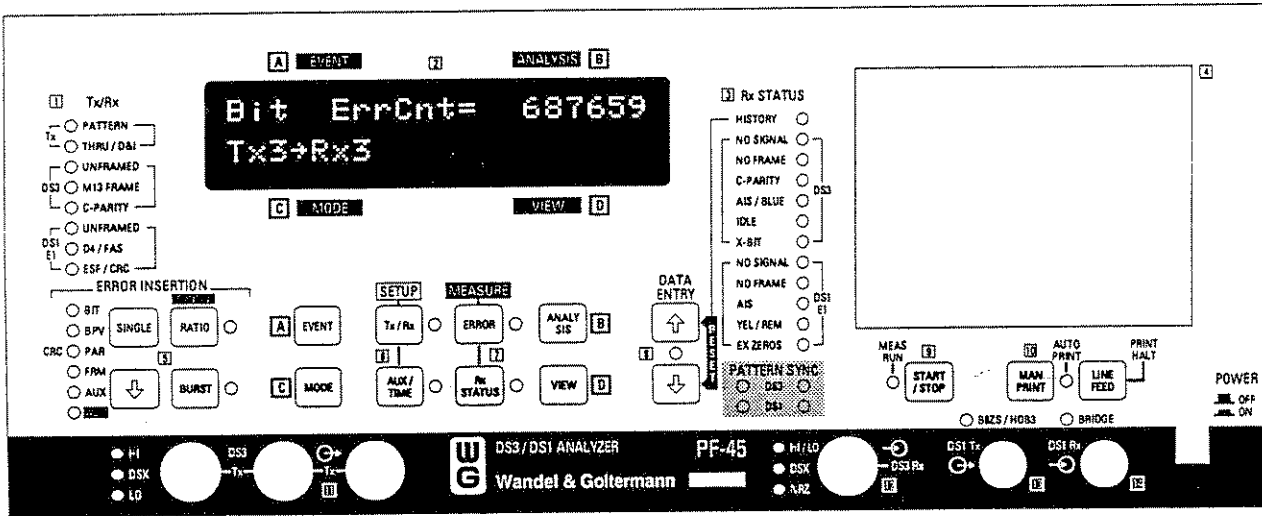 A EVENT 2 ANALYSIS B
Bit ErrCnt= 687659
Tx3→Rx3
C MODE VIEW D
1 Tx/Rx
Tx
PATTERN
THRU / D&I
DS3
UNFRAMED
M13 FRAME
C-PARITY
DS1
E1
UNFRAMED
D4 / FAS
ESF / CRC
ERROR INSERTION
BIT
BPV
CRC PAR
FRM
AUX
SINGLE
RATIO
5
BURST
A EVENT
C MODE
SETUP
Tx / Rx
6
AUX / TIME
MEASURE
ERROR
7
Rx STATUS
ANALY SIS B
VIEW D
DATA ENTRY
8
3 Rx STATUS
HISTORY
NO SIGNAL
NO FRAME
C-PARITY
AIS / BLUE
IDLE
X-BIT
DS3
NO SIGNAL
NO FRAME
AIS
YEL / REM
EX ZEROS
DS1
E1
PATTERN SYNC
DS3
DS1
4
MEAS RUN
9
START / STOP
10
MAN PRINT
AUTO PRINT
LINE FEED
PRINT HALT
B8ZS / HDB3
BRIDGE
POWER
OFF
ON
HI
DSX
LO
DS3
Tx
Tx
11
WG
DS3 / DS1 ANALYZER PF-45
Wandel & Goltermann
HI / LO
DSX
NRZ
DS3 Rx
DS1 Tx
DS1 Rx